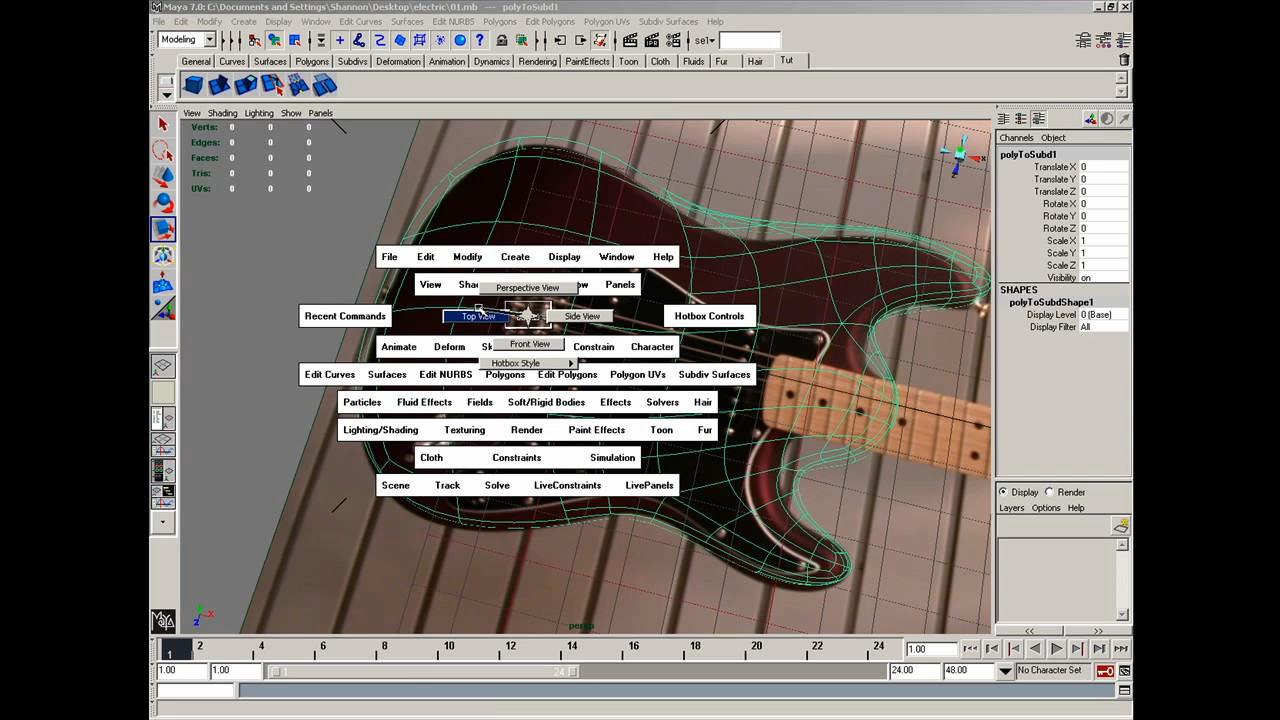 Maya 7.0: C:\Documents and Settings\Shannon\Desktop\electric\01.mb --- polyToSubd1
File Edit Modify Create Display Window Edit Curves Surfaces Edit NURBS Polygons Edit Polygons Polygon UVs Subdiv Surfaces Help
Modeling sel
General Curves Surfaces Polygons Subdivs Deformation Animation Dynamics Rendering PaintEffects Toon Cloth Fluids Fur Hair Tut
View Shading Lighting Show Panels
Verts: 0 0 0
Edges: 0 0 0
Faces: 0 0 0
Tris: 0 0 0
UVs: 0 0 0
File Edit Modify Create Display Window Help
View Sha Perspective View ow Panels
Recent Commands Top View Side View Hotbox Controls
Animate Deform Sk Front View Constrain Character
Hotbox Style
Edit Curves Surfaces Edit NURBS Polygons Edit Polygons Polygon UVs Subdiv Surfaces
Particles Fluid Effects Fields Soft/Rigid Bodies Effects Solvers Hair
Lighting/Shading Texturing Render Paint Effects Toon Fur
Cloth Constraints Simulation
Scene Track Solve LiveConstraints LivePanels
persp
Channels Object
polyToSubd1
Translate X 0
Translate Y 0
Translate Z 0
Rotate X 0
Rotate Y 0
Rotate Z 0
Scale X 1
Scale Y 1
Scale Z 1
Visibility on
SHAPES
polyToSubdShape1
Display Level 0 (Base)
Display Filter All
Display Render
Layers Options Help
<< >>
1 2 4 6 8 10 12 14 16 18 20 22 24 1.00
1.00 1.00 1 24 24.00 48.00 No Character Set